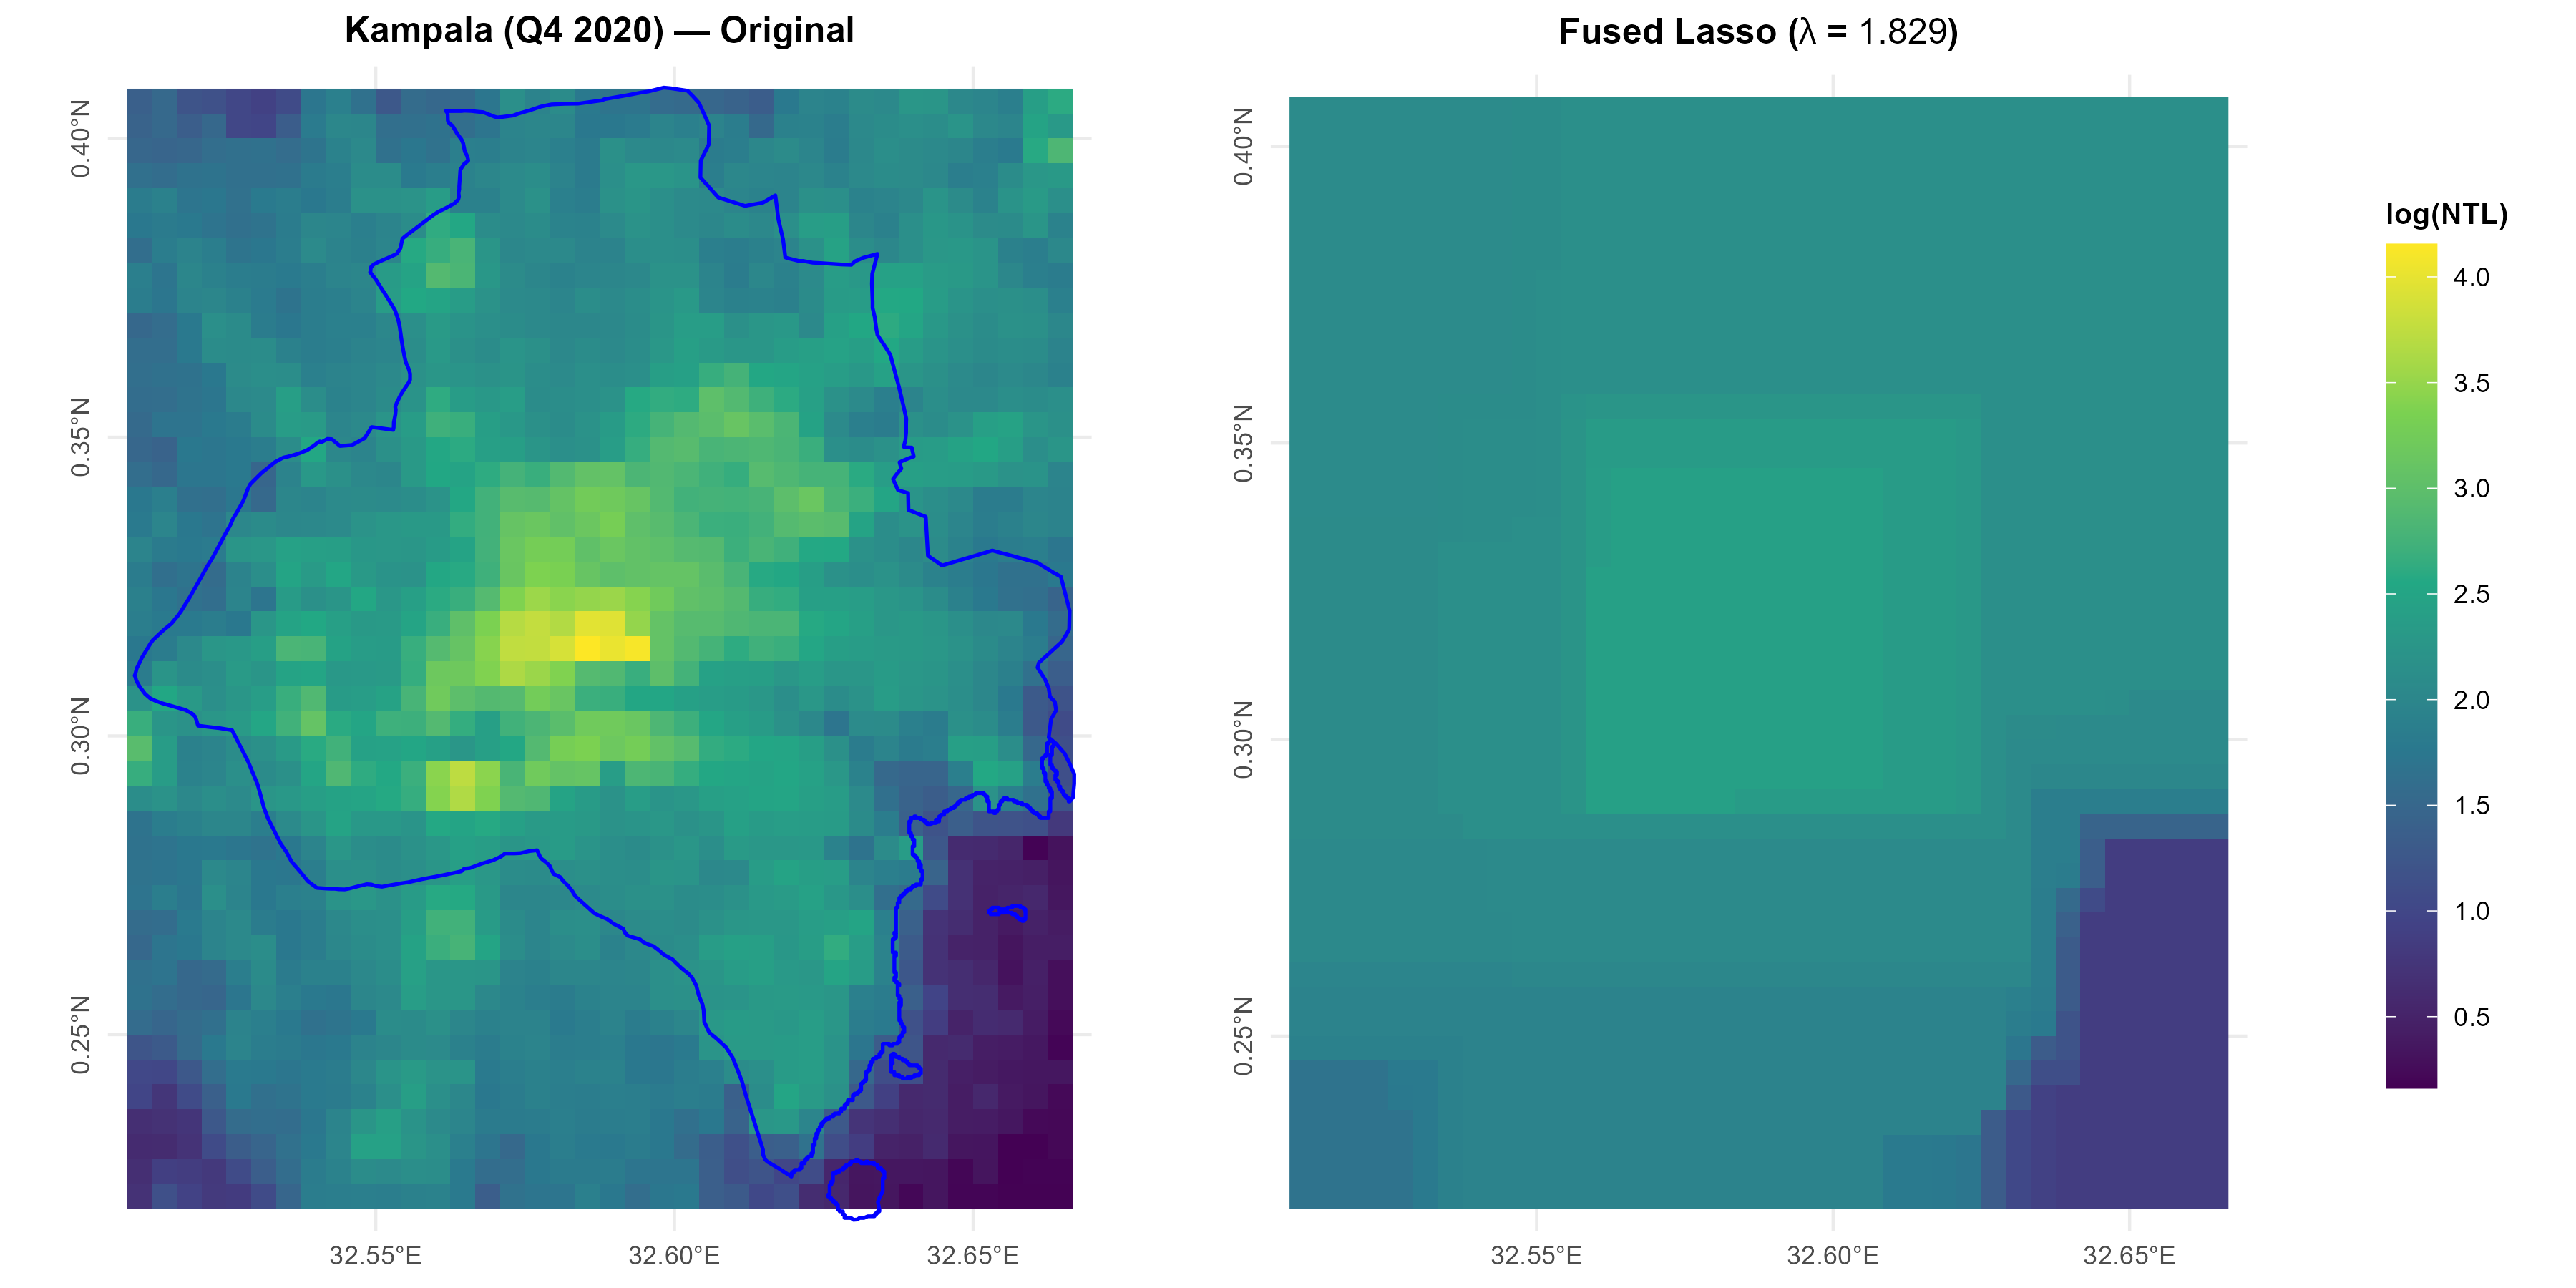 Kampala (Q4 2020) — Original
0.40°N
0.35°N
0.30°N
0.25°N
32.55°E
32.60°E
32.65°E
Fused Lasso (λ = 1.829)
0.40°N
0.35°N
0.30°N
0.25°N
32.55°E
32.60°E
32.65°E
log(NTL)
4.0
3.5
3.0
2.5
2.0
1.5
1.0
0.5